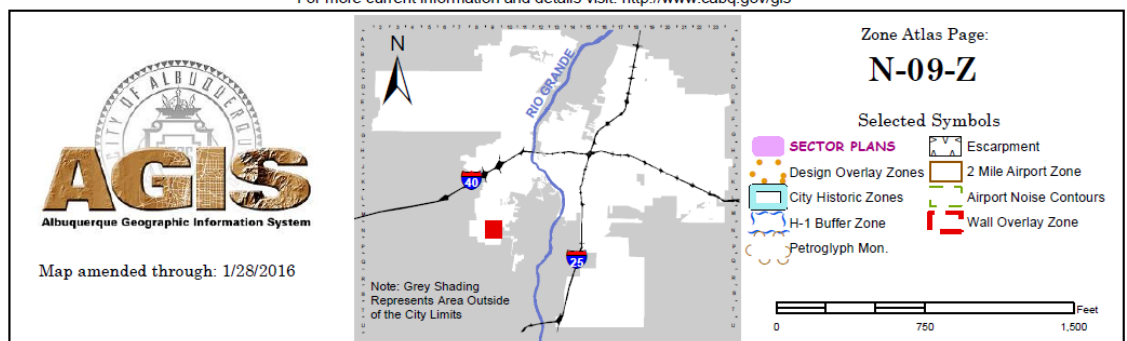 For more current information and details visit: http://www.cabq.gov/gis
CITY OF ALBUQUERQUE
AGIS
Albuquerque Geographic Information System
Map amended through: 1/28/2016
N
RIO GRANDE
40
25
Note: Grey Shading
Represents Area Outside
of the City Limits
Zone Atlas Page:
N-09-Z
Selected Symbols
SECTOR PLANS
Design Overlay Zones
City Historic Zones
H-1 Buffer Zone
Petroglyph Mon.
Escarpment
2 Mile Airport Zone
Airport Noise Contours
Wall Overlay Zone
Feet
0 750 1,500